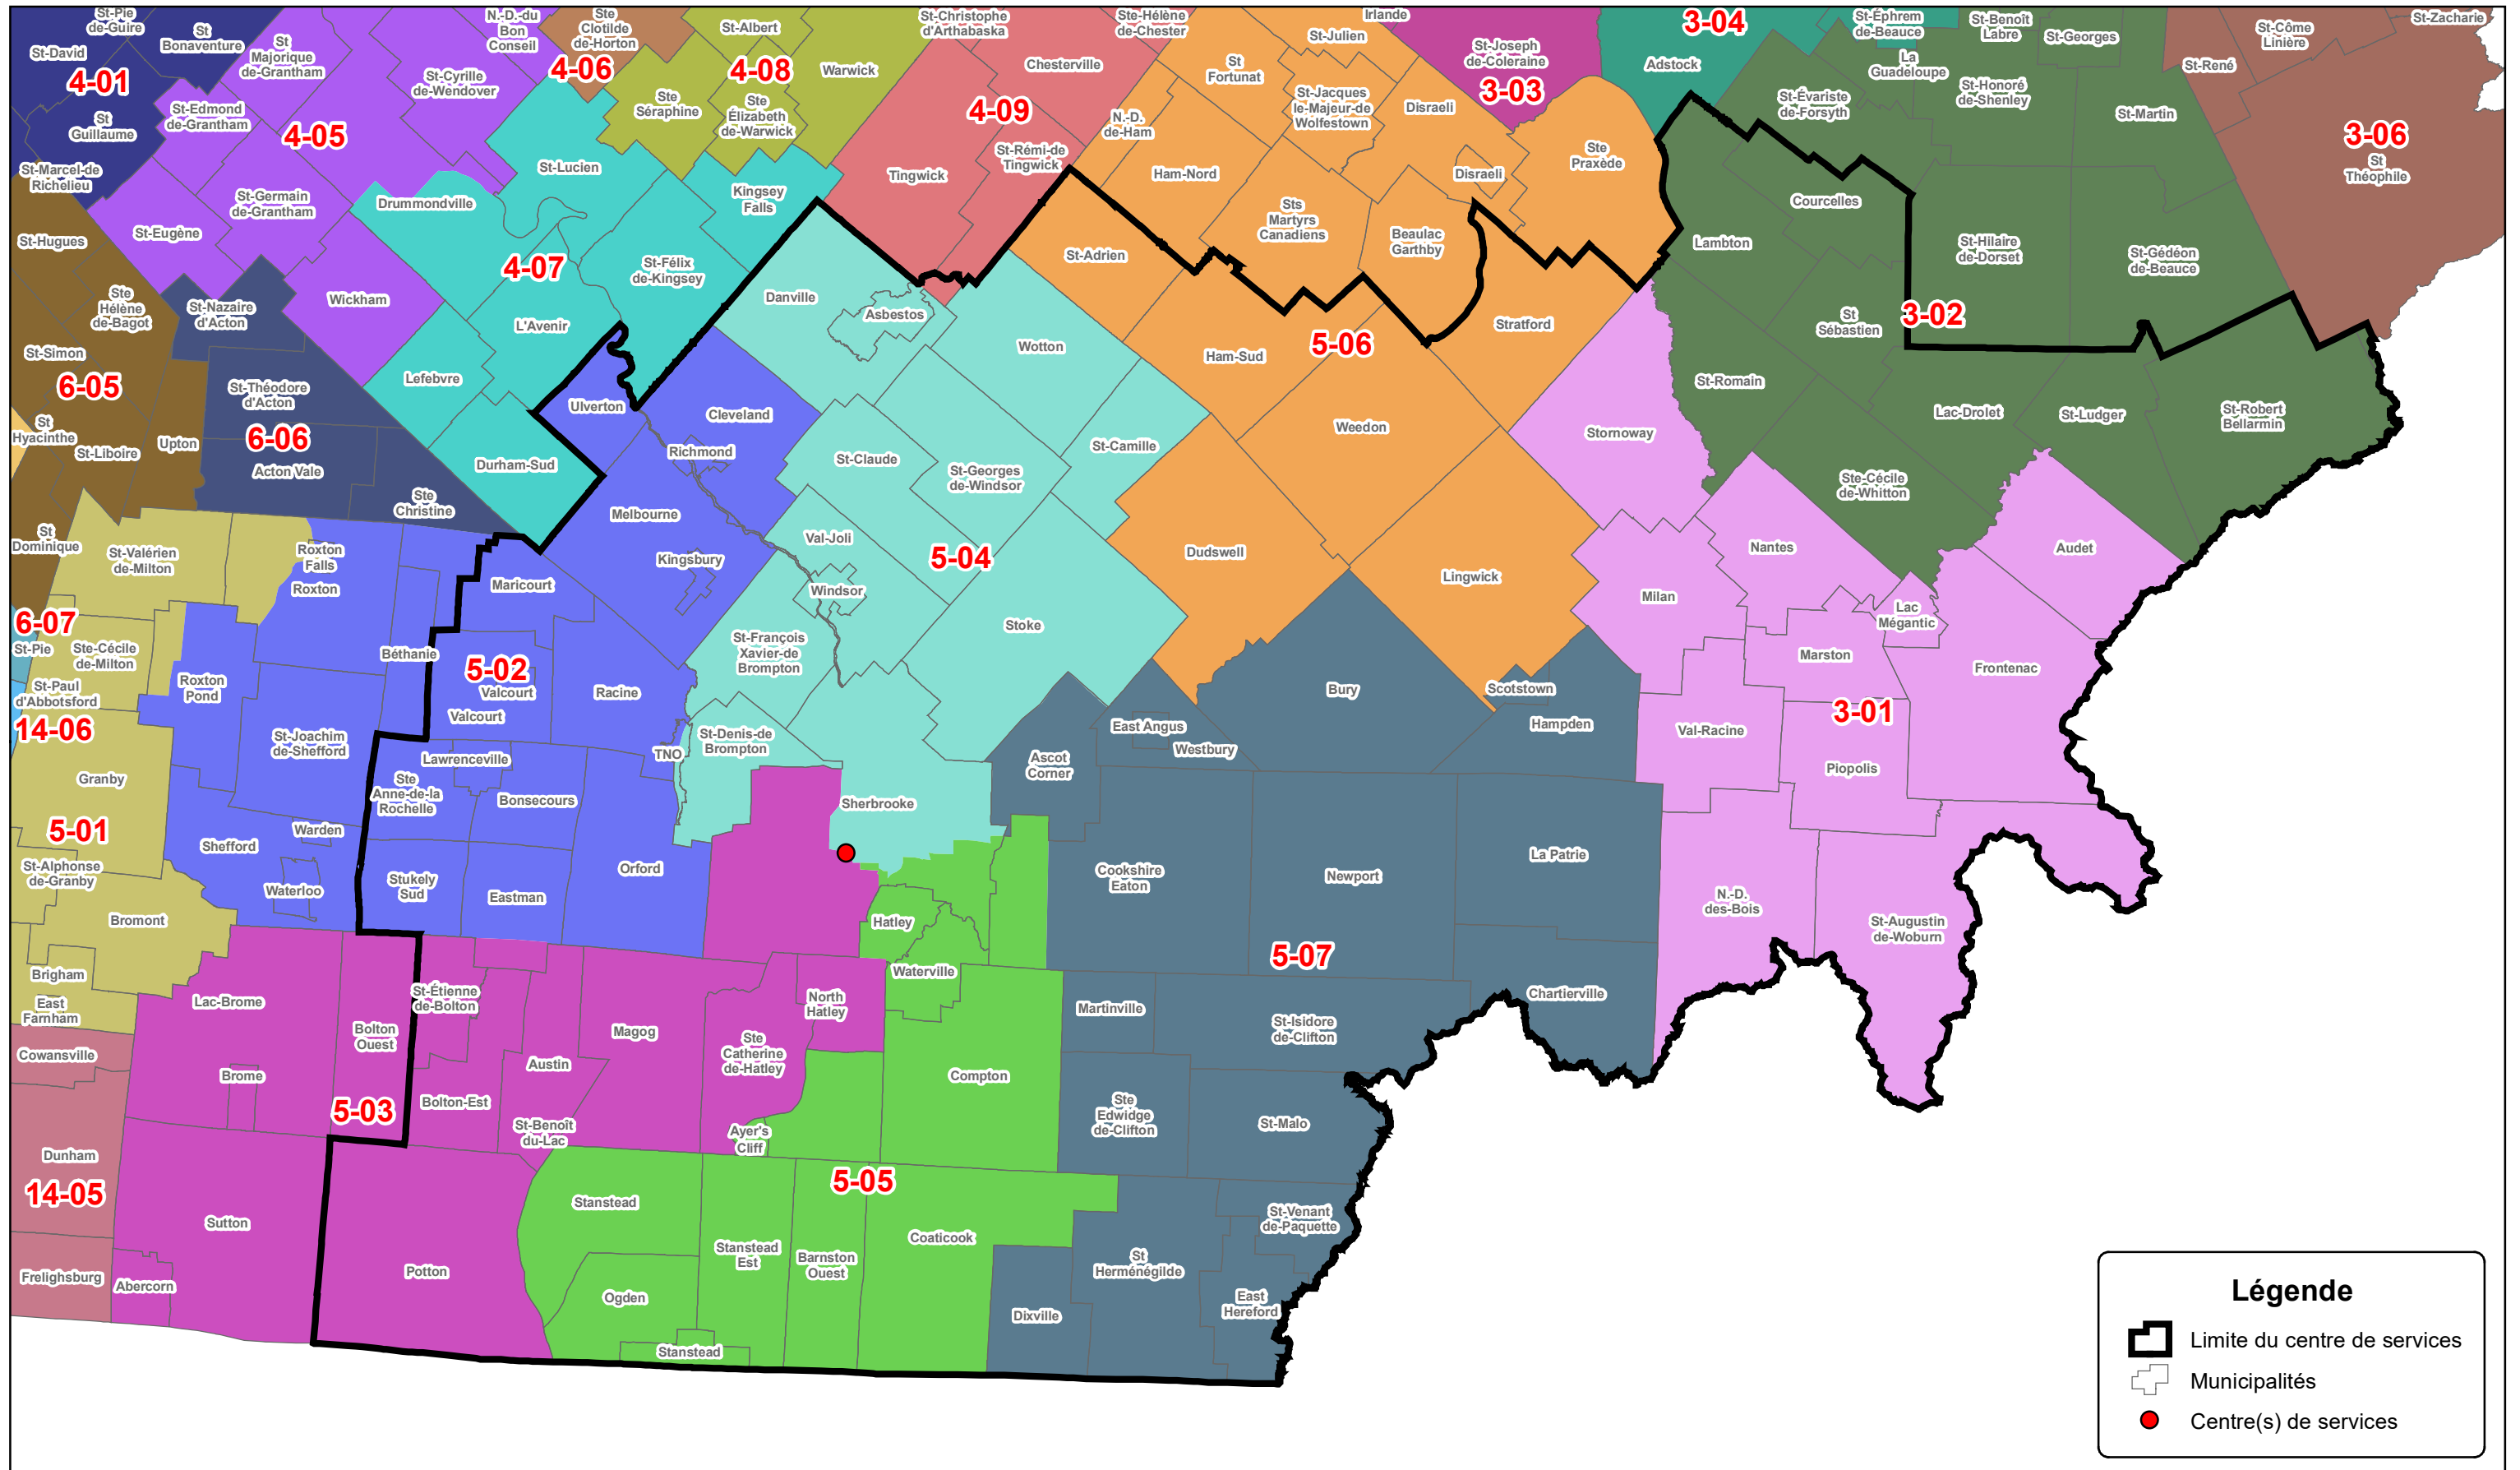 St-Pie
de-Guire
St-David
4-01
St
Bonaventure
St
Guillaume
St-Marcel-de
Richelieu
St
Majorique
de-Grantham
N.-D.-du
Bon
Conseil
St-Cyrille
de-Wendover
St-Edmond
de-Grantham
4-05
St-Germain
de-Grantham
St-Eugène
Wickham
Ste
Clotilde
de-Horton
4-06
St-Albert
4-08
Warwick
Ste
Séraphine
Ste
Élizabeth
de-Warwick
St-Christophe
d'Arthabaska
Ste-Hélène
de-Chester
Chesterville
4-09
St-Rémi-de
Tingwick
Tingwick
Irlande
St-Julien
St
Fortunat
St-Jacques
le-Majeur-de
Wolfestown
Disraeli
N.-D.
de-Ham
Ham-Nord
Disraeli
Ste
Praxède
Sts
Martyrs
Canadiens
Beaulac
Garthby
St-Joseph
de-Coleraine
3-03
3-04
Adstock
St-Éphrem
de-Beauce
St-Benoît
Labre
St-Georges
La
Guadeloupe
St-Honoré
de-Shenley
St-Évariste
de-Forsyth
St-Martin
St-Côme
Linière
St-Zacharie
St-René
3-06
St
Théophile
Courcelles
Lambton
St-Hilaire
de-Dorset
St-Gédéon
de-Beauce
St
Sébastien
3-02
St-Romain
Lac-Drolet
St-Ludger
St-Robert
Bellarmin
Ste-Cécile
de-Whitton
St-Lucien
Drummondville
Kingsey
Falls
4-07
St-Félix
de-Kingsey
L'Avenir
Lefebvre
Durham-Sud
St-Hugues
Ste
Hélène
de-Bagot
St-Simon
6-05
St
Hyacinthe
St-Liboire
Upton
St
Dominique
St-Nazaire
d'Acton
St-Théodore
d'Acton
6-06
Acton Vale
Ste
Christine
Danville
Asbestos
Wotton
St-Camille
St-Claude
St-Georges
de-Windsor
Val-Joli
5-04
Windsor
Stoke
St-François
Xavier-de
Brompton
St-Denis-de
Brompton
Sherbrooke
St-Adrien
Ham-Sud
5-06
Stratford
Weedon
Dudswell
Lingwick
Stornoway
Nantes
Audet
Milan
Lac
Mégantic
Marston
Frontenac
3-01
Val-Racine
Piopolis
N.-D.
des-Bois
St-Augustin
de-Woburn
Ulverton
Cleveland
Richmond
Melbourne
Kingsbury
Maricourt
Roxton
Falls
Roxton
Béthanie
5-02
Valcourt
Valcourt
Racine
Roxton
Pond
St-Joachim
de-Shefford
TNO
Lawrenceville
Ste
Anne-de-la
Rochelle
Bonsecours
Warden
Shefford
Waterloo
Stukely
Sud
Eastman
Orford
St-Valérien
de-Milton
6-07
St-Pie
Ste-Cécile
de-Milton
St-Paul
d'Abbotsford
14-06
Granby
5-01
St-Alphonse
de-Granby
Bromont
Brigham
East
Farnham
Cowansville
Dunham
14-05
Frelighsburg
Lac-Brome
Brome
Bolton
Ouest
5-03
Sutton
Abercorn
St-Étienne
de-Bolton
Bolton-Est
Austin
St-Benoît
du-Lac
Magog
Ste
Catherine
de-Hatley
North
Hatley
Potton
Hatley
Waterville
Compton
Ayer's
Cliff
5-05
Stanstead
Stanstead
Est
Barnston
Ouest
Coaticook
Ogden
Stanstead
Bury
Scotstown
Hampden
East Angus
Westbury
Ascot
Corner
Cookshire
Eaton
Newport
La Patrie
5-07
Chartierville
Martinville
St-Isidore
de-Clifton
Ste
Edwidge
de-Clifton
St-Malo
St-Venant
de-Paquette
St
Herménégilde
East
Hereford
Dixville
Légende
Limite du centre de services
Municipalités
Centre(s) de services